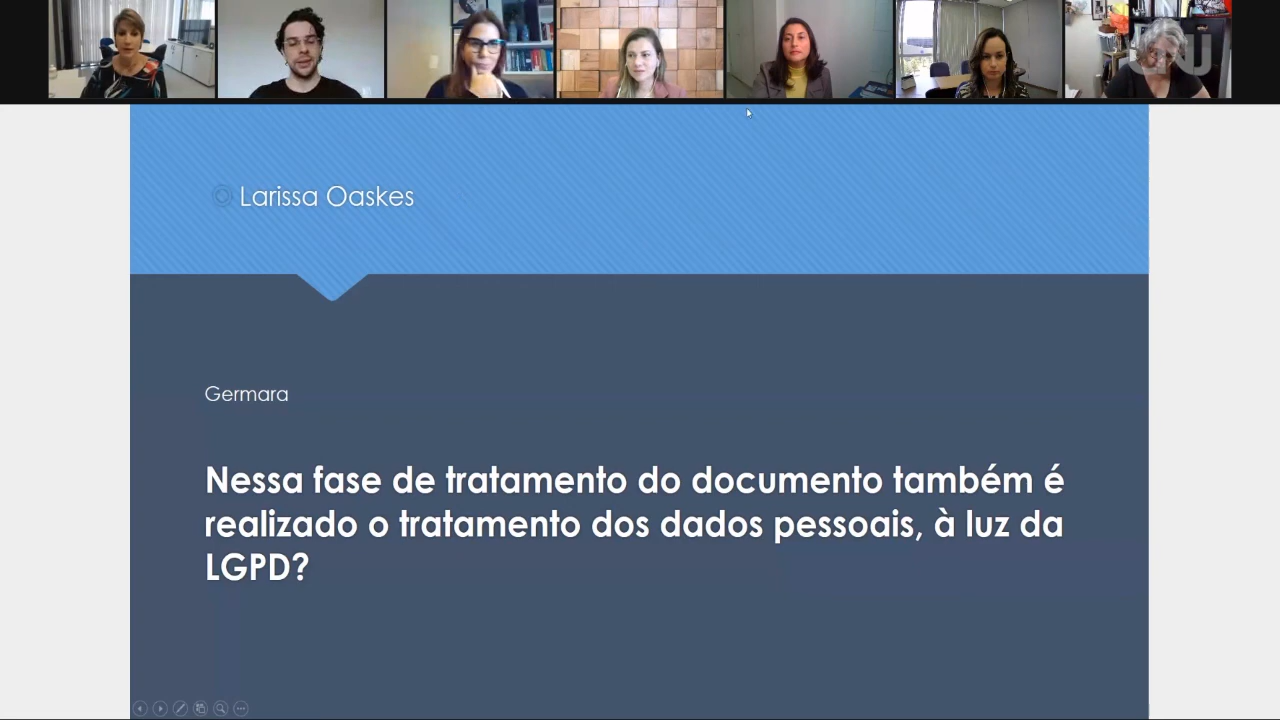 Larissa Oaskes
Germara
Nessa fase de tratamento do documento também é
realizado o tratamento dos dados pessoais, à luz da
LGPD?